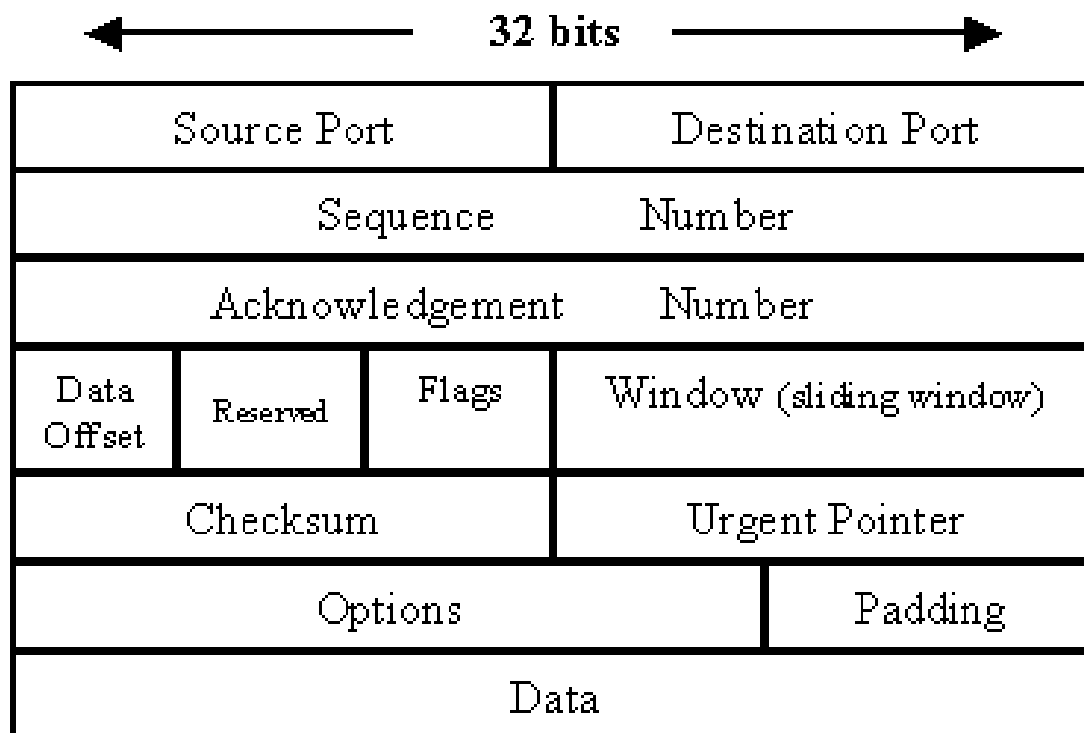 32 bits
Source Port
Destination Port
Sequence Number
Acknowledgement Number
Data
Offset
Reserved
Flags
Window (sliding window)
Checksum
Urgent Pointer
Options
Padding
Data